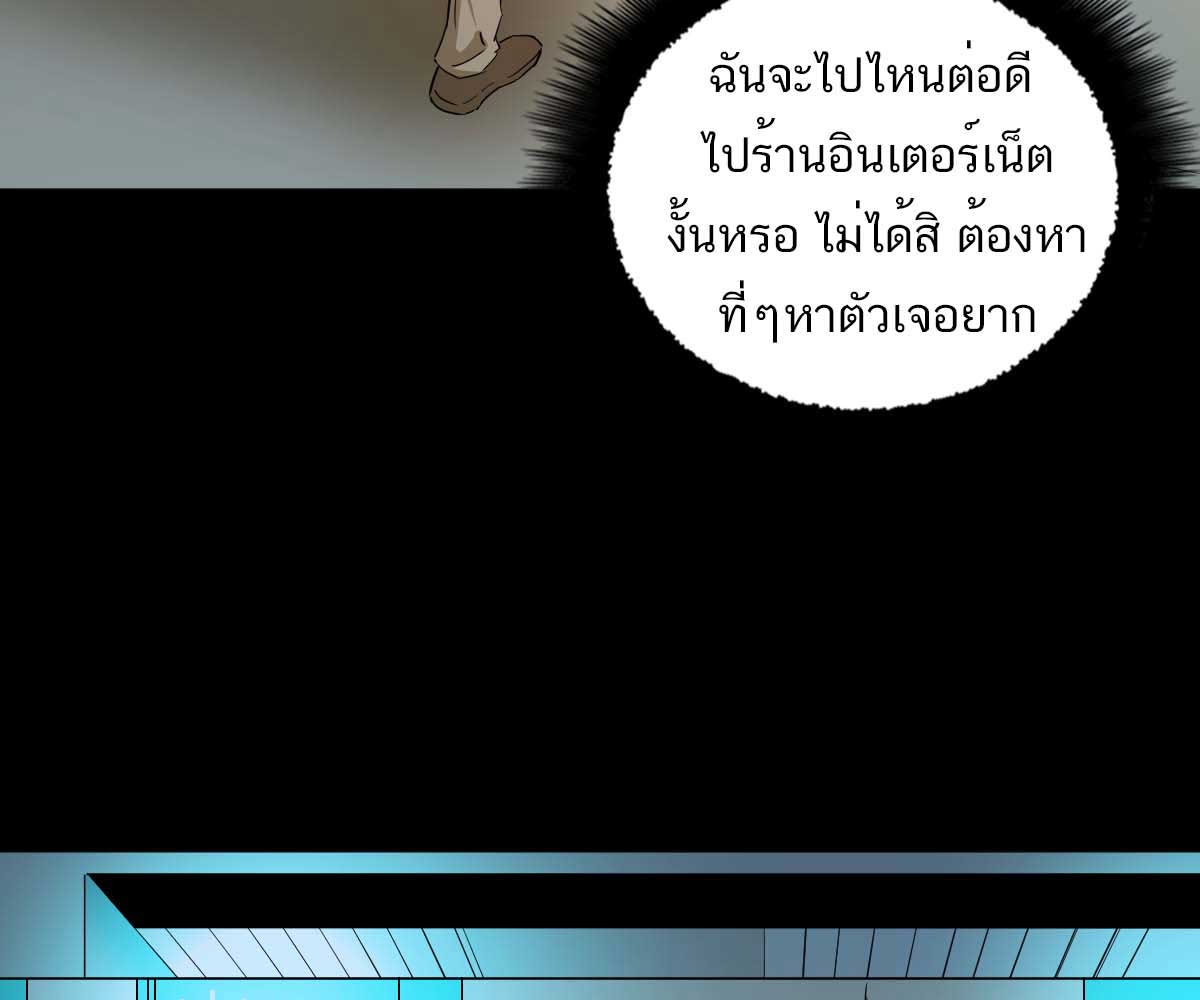 ฉันจะไปไหนต่อดี
ไปร้านอินเตอร์เน็ต
งั้นหรอ ไม่ได้สิ ต้องหา
ที่ๆหาตัวเจอยาก